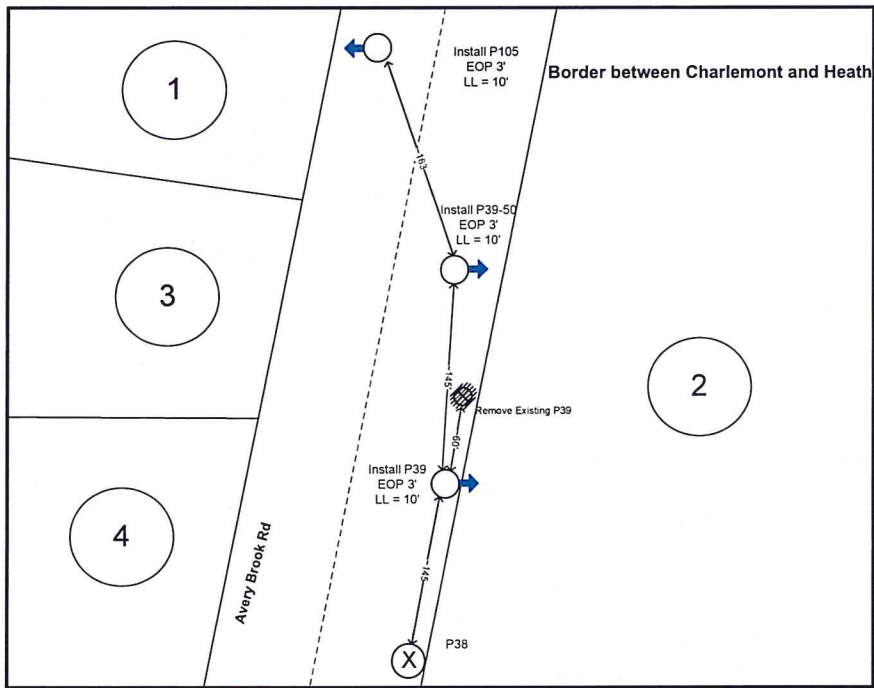 Install P105
EOP 3'
LL = 10'
Border between Charlemont and Heath
1
~163
Install P39-50
EOP 3'
LL = 10'
3
2
~145'
Remove Existing P39
~60'
Install P39
EOP 3'
LL = 10'
4
Avery Brook Rd
~145
P38
X